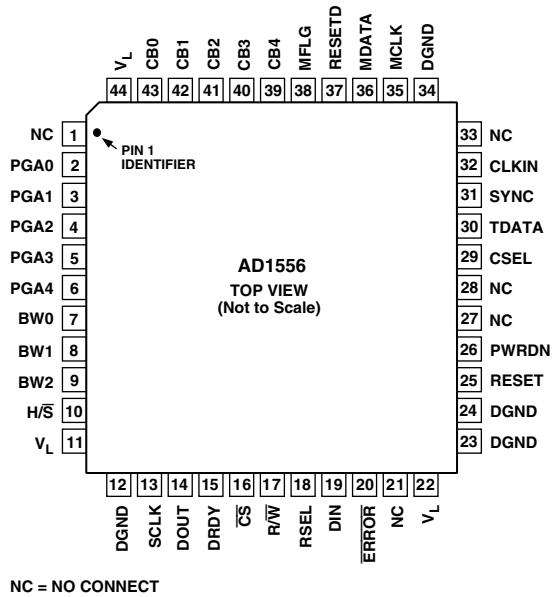 VL CB0 CB1 CB2 CB3 CB4 MFLG RESETD MDATA MCLK DGND
44 43 42 41 40 39 38 37 36 35 34
NC 1
PIN 1
IDENTIFIER
PGA0 2
PGA1 3
PGA2 4
PGA3 5
PGA4 6
BW0 7
BW1 8
BW2 9
H/S̅ 10
VL 11
AD1556
TOP VIEW
(Not to Scale)
33 NC
32 CLKIN
31 SYNC
30 TDATA
29 CSEL
28 NC
27 NC
26 PWRDN
25 RESET
24 DGND
23 DGND
12 13 14 15 16 17 18 19 20 21 22
DGND SCLK DOUT DRDY C̅S̅ R/W̅ RSEL DIN E̅R̅R̅O̅R̅ NC VL
NC = NO CONNECT